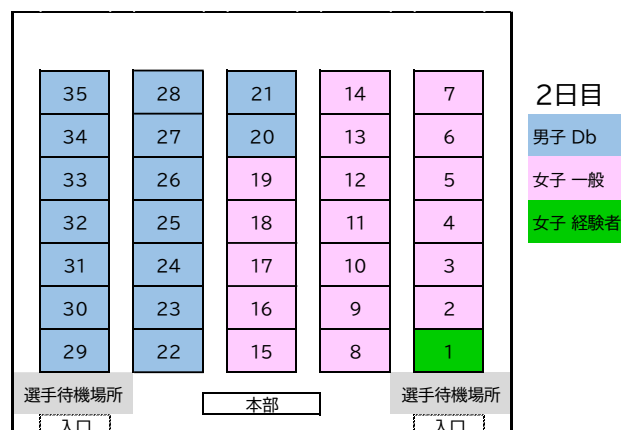 35 28 21 14 7
34 27 20 13 6
33 26 19 12 5
32 25 18 11 4
31 24 17 10 3
30 23 16 9 2
29 22 15 8 1
選手待機場所 本部 選手待機場所
入口 入口
2日目
男子 Db
女子 一般
女子 経験者